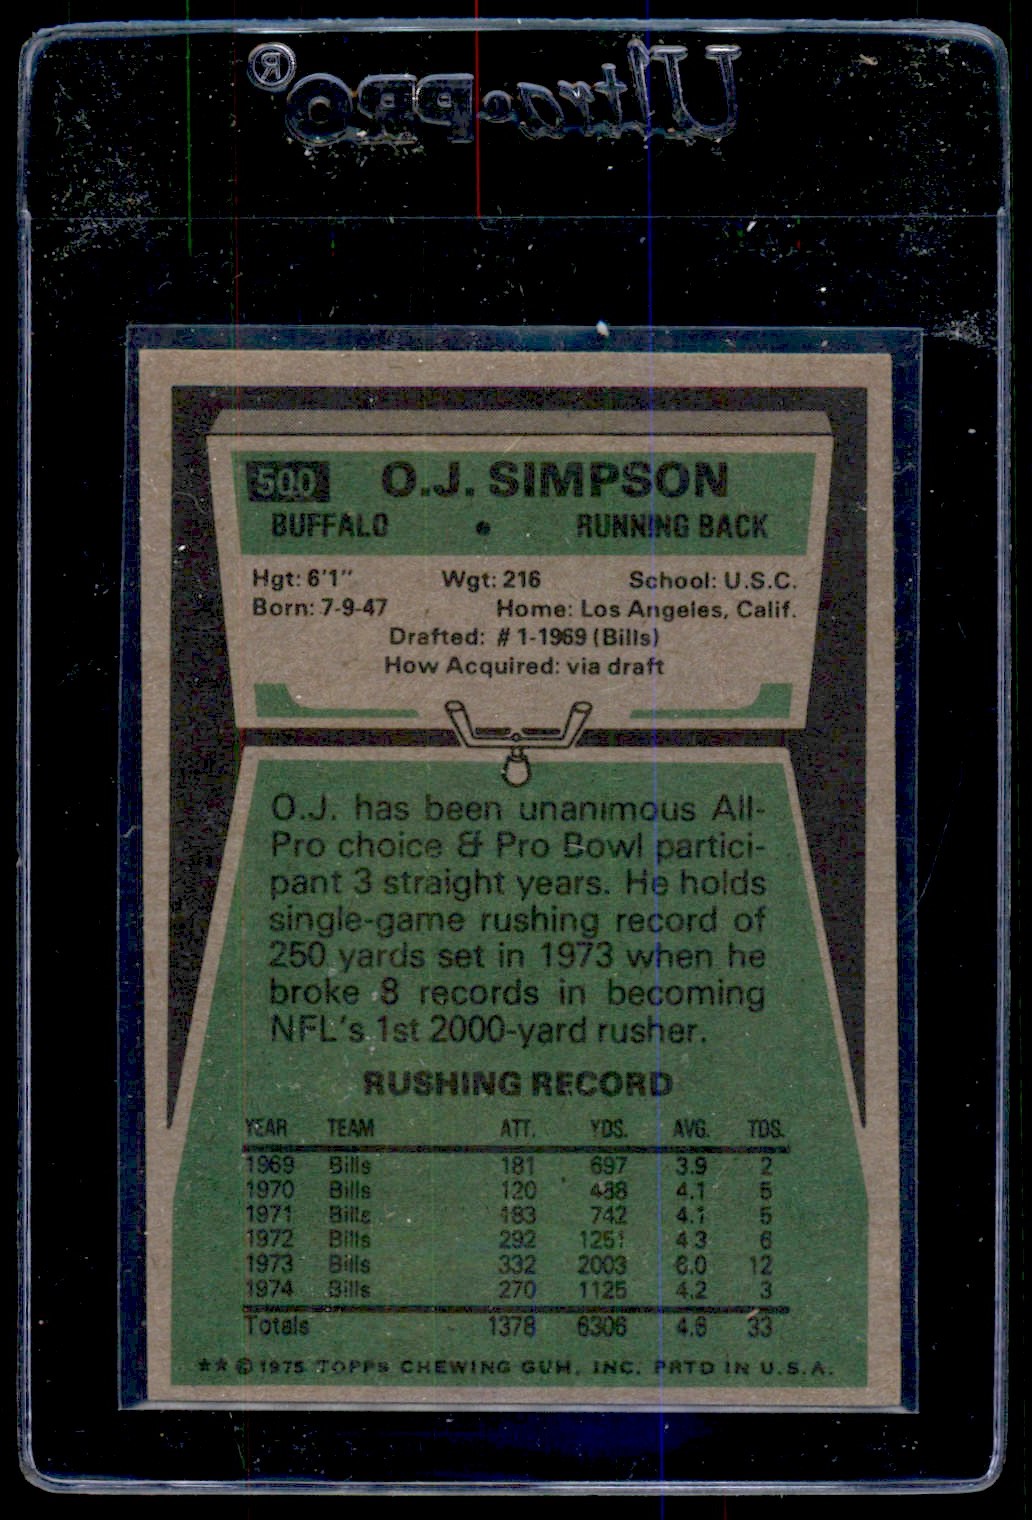 Ultra•PRO®
500 O.J. SIMPSON
BUFFALO • RUNNING BACK
Hgt: 6'1" Wgt: 216 School: U.S.C.
Born: 7-9-47 Home: Los Angeles, Calif.
Drafted: #1-1969 (Bills)
How Acquired: via draft
O.J. has been unanimous All-
Pro choice & Pro Bowl partici-
pant 3 straight years. He holds
single-game rushing record of
250 yards set in 1973 when he
broke 8 records in becoming
NFL's 1st 2000-yard rusher.
RUSHING RECORD
YEAR TEAM ATT. YDS. AVG. TDS.
1969 Bills 181 697 3.9 2
1970 Bills 120 488 4.1 5
1971 Bills 183 742 4.1 5
1972 Bills 292 1251 4.3 6
1973 Bills 332 2003 6.0 12
1974 Bills 270 1125 4.2 3
Totals 1378 6306 4.6 33
** © 1975 TOPPS CHEWING GUM, INC. PRTD IN U.S.A.